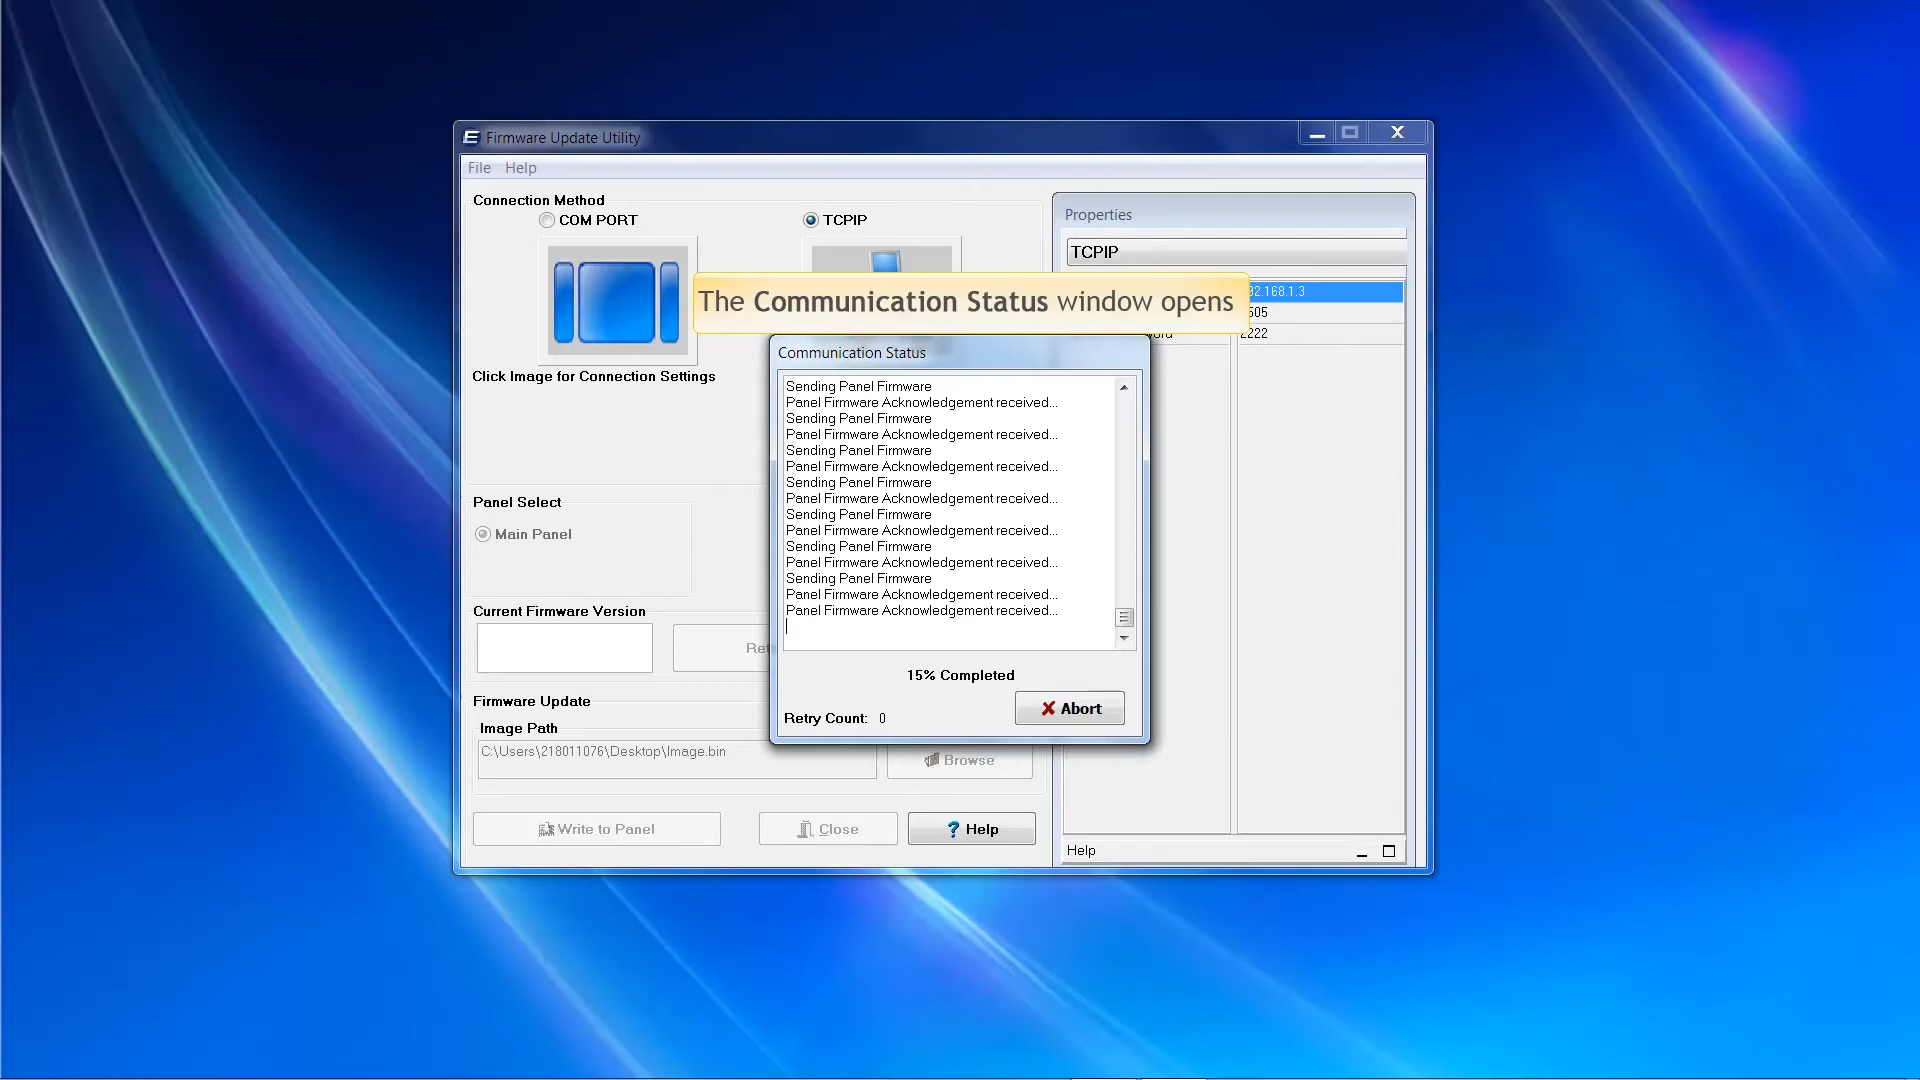 Firmware Update Utility
File Help
Connection Method
COM PORT
TCPIP
Click Image for Connection Settings
Panel Select
Main Panel
Current Firmware Version
Firmware Update
Image Path
C:\Users\218011076\Desktop\Image.bin
Browse
Write to Panel
Close
? Help
Properties
TCPIP
92.168.1.3
505
2222
Help
The Communication Status window opens
Communication Status
Sending Panel Firmware
Panel Firmware Acknowledgement received...
Sending Panel Firmware
Panel Firmware Acknowledgement received...
Sending Panel Firmware
Panel Firmware Acknowledgement received...
Sending Panel Firmware
Panel Firmware Acknowledgement received...
Sending Panel Firmware
Panel Firmware Acknowledgement received...
Sending Panel Firmware
Panel Firmware Acknowledgement received...
Sending Panel Firmware
Panel Firmware Acknowledgement received...
Panel Firmware Acknowledgement received...
15% Completed
Retry Count: 0
Abort